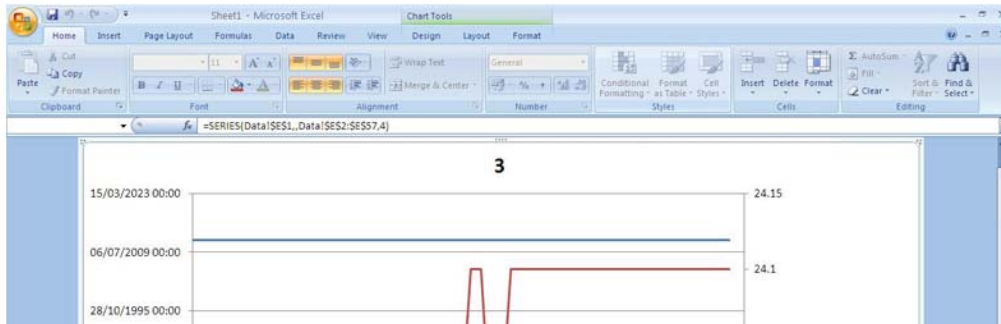 Sheet1 - Microsoft Excel Chart Tools
Home Insert Page Layout Formulas Data Review View Design Layout Format
Cut
Copy
Format Painter
Paste
11 A A
B I U A
Wrap Text
Merge & Center
General
%
Conditional Formatting
Format as Table
Cell Styles
Insert Delete Format
Σ AutoSum
Fill
Clear
Sort & Filter
Find & Select
Clipboard Font Alignment Number Styles Cells Editing
fx =SERIES(Data!$E$1,,Data!$E$2:$E$57,4)
3
15/03/2023 00:00 24.15
06/07/2009 00:00 24.1
28/10/1995 00:00